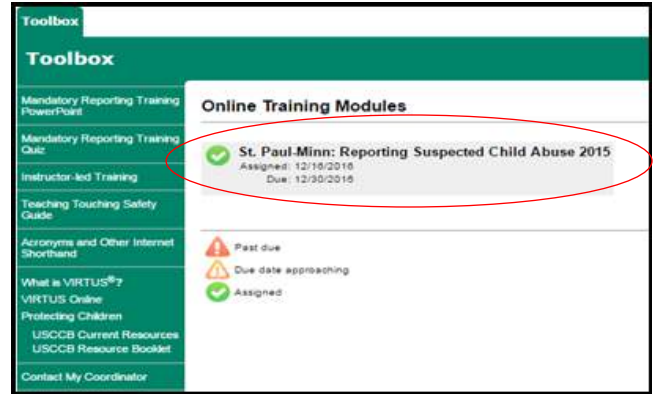 Toolbox
Toolbox
Mandatory Reporting Training
PowerPoint
Mandatory Reporting Training
Quiz
Instructor-led Training
Teaching Touching Safety
Guide
Acronyms and Other Internet
Shorthand
What is VIRTUS®?
VIRTUS Online
Protecting Children
USCCB Current Resources
USCCB Resource Booklet
Contact My Coordinator
Online Training Modules
St. Paul-Minn: Reporting Suspected Child Abuse 2015
Assigned: 12/16/2016
Due: 12/30/2016
Past due
Due date approaching
Assigned